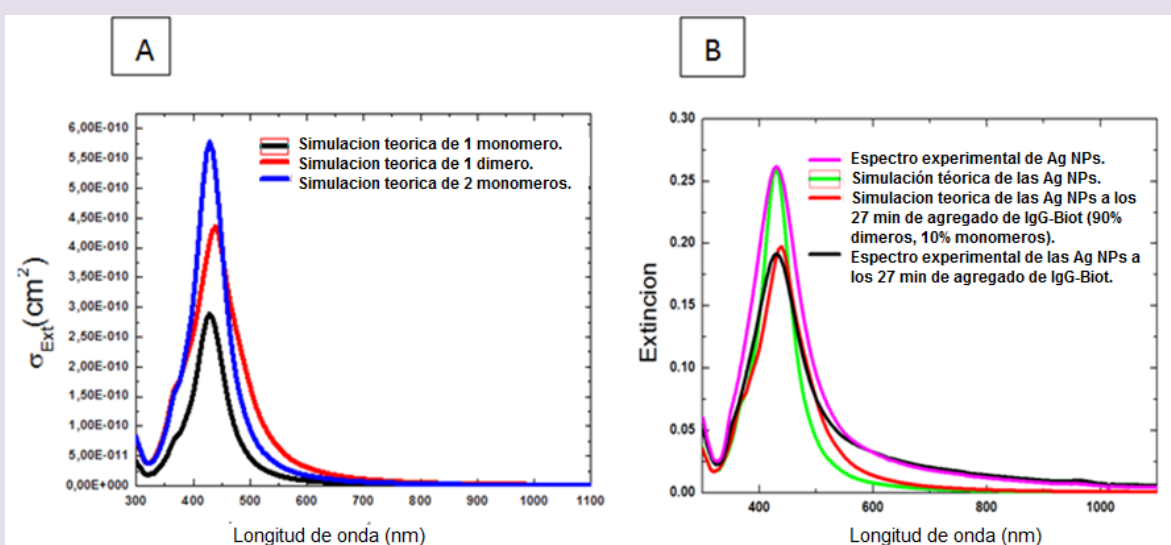 A
B
6,00E-010
5,50E-010
5,00E-010
4,50E-010
4,00E-010
3,50E-010
3,00E-010
2,50E-010
2,00E-010
1,50E-010
1,00E-010
5,00E-011
0,00E+000
σExt(cm²)
Simulacion teorica de 1 monomero.
Simulacion teorica de 1 dimero.
Simulacion teorica de 2 monomeros.
300 400 500 600 700 800 900 1000 1100
Longitud de onda (nm)
0.30
0.25
0.20
0.15
0.10
0.05
0.00
Extincion
Espectro experimental de Ag NPs.
Simulación téorica de las Ag NPs.
Simulacion teorica de las Ag NPs a los
27 min de agregado de IgG-Biot (90%
dimeros, 10% monomeros).
Espectro experimental de las Ag NPs a
los 27 min de agregado de IgG-Biot.
400 600 800 1000
Longitud de onda (nm)